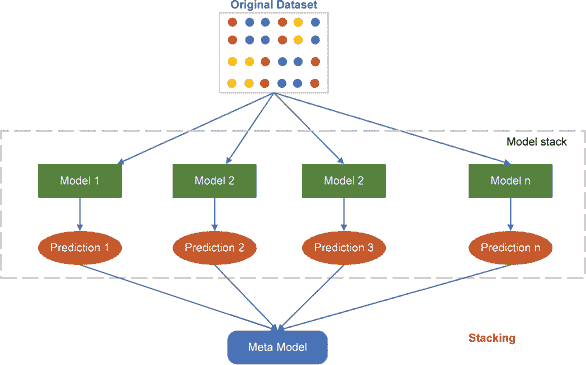 Original Dataset
Model stack
Model 1
Model 2
Model 2
Model n
Prediction 1
Prediction 2
Prediction 3
Prediction n
Stacking
Meta Model